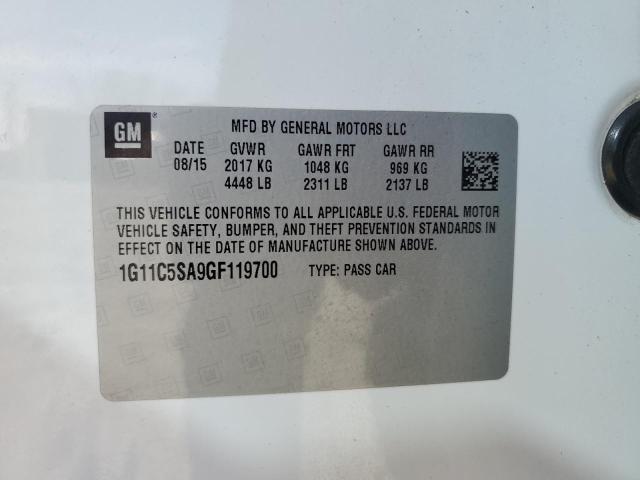 GM ®
MFD BY GENERAL MOTORS LLC
DATE GVWR GAWR FRT GAWR RR
08/15 2017 KG 1048 KG 969 KG
4448 LB 2311 LB 2137 LB
THIS VEHICLE CONFORMS TO ALL APPLICABLE U.S. FEDERAL MOTOR
VEHICLE SAFETY, BUMPER, AND THEFT PREVENTION STANDARDS IN
EFFECT ON THE DATE OF MANUFACTURE SHOWN ABOVE.
1G11C5SA9GF119700 TYPE: PASS CAR